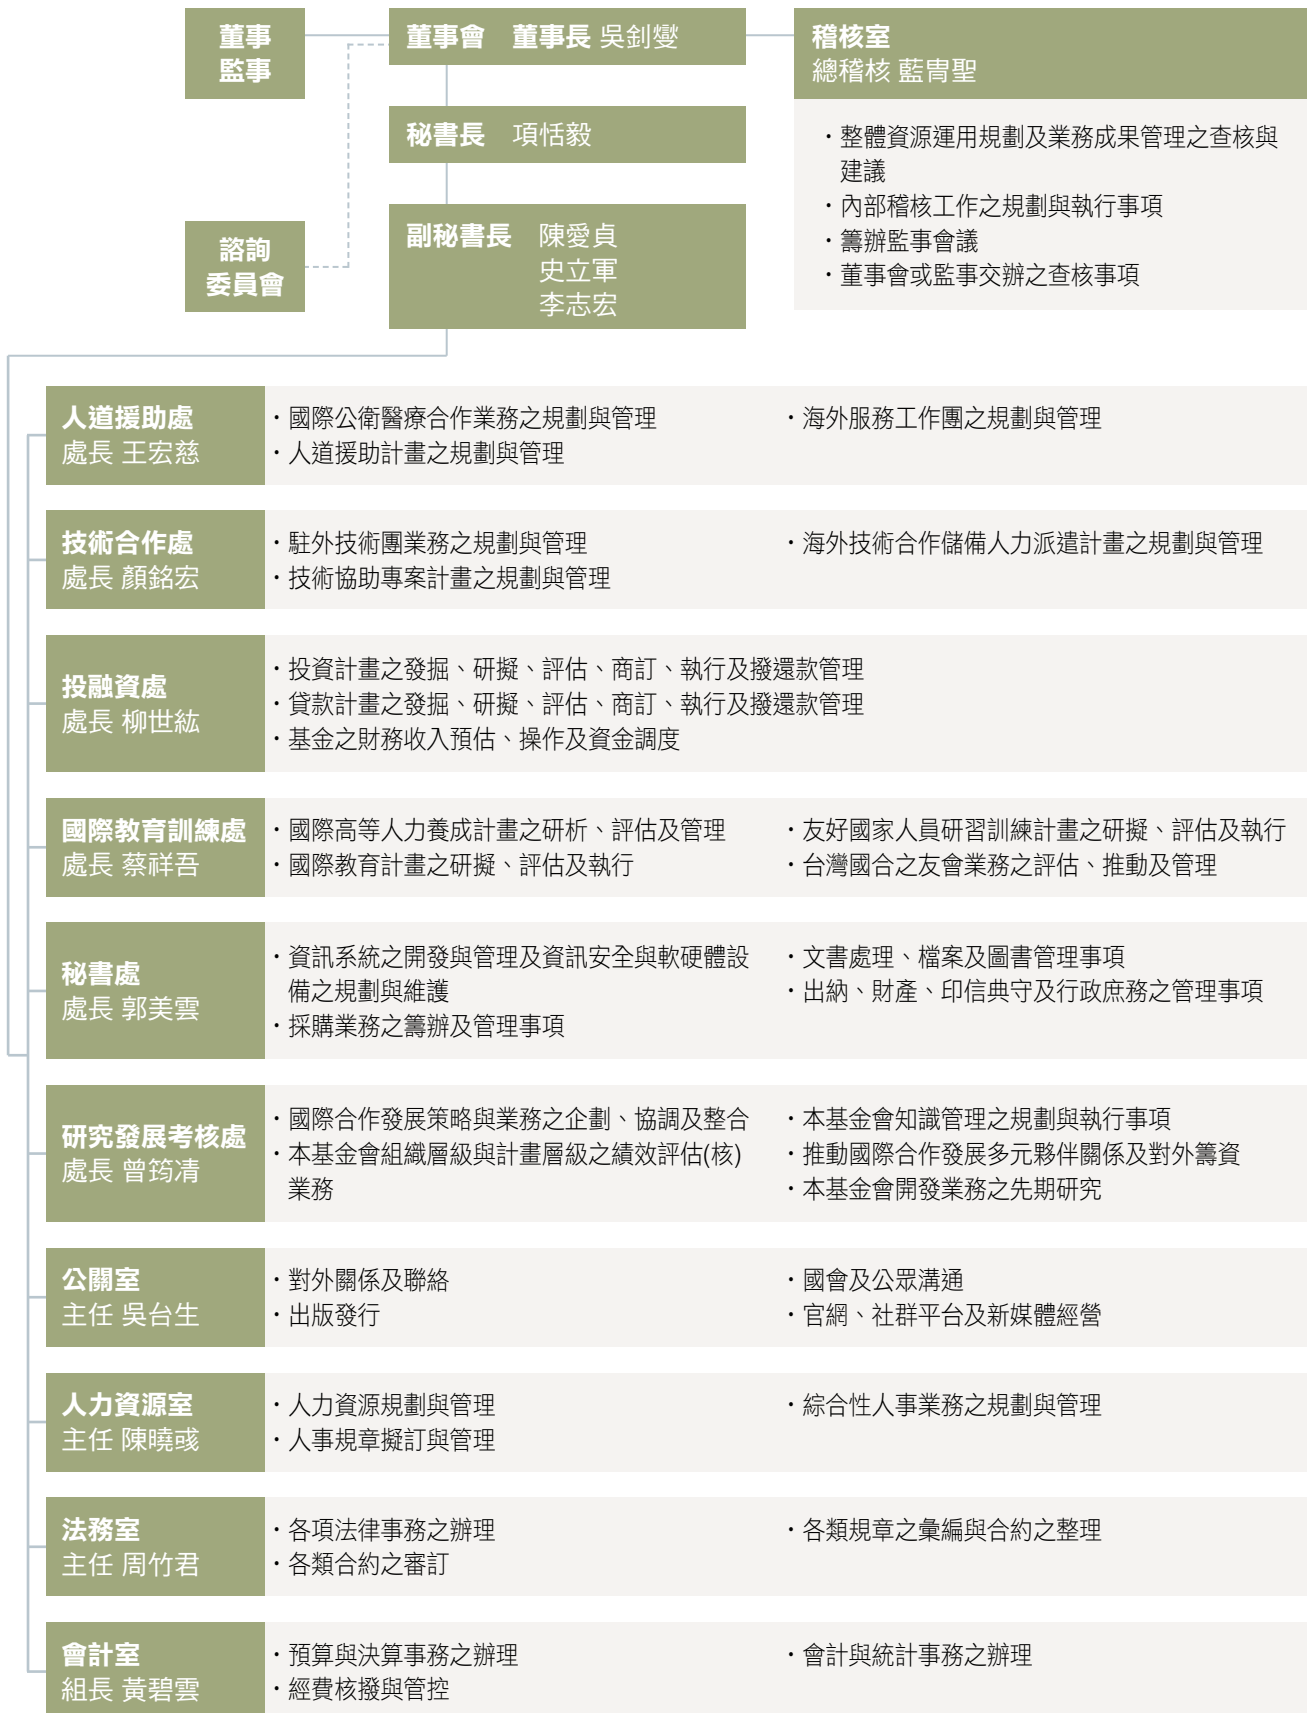 董事
監事
董事會　董事長 吳釗燮
稽核室
總稽核 藍冑聖
秘書長　項恬毅
・整體資源運用規劃及業務成果管理之查核與
建議
・內部稽核工作之規劃與執行事項
・籌辦監事會議
・董事會或監事交辦之查核事項
副秘書長　陳愛貞
史立軍
李志宏
諮詢
委員會
人道援助處
處長 王宏慈
・國際公衛醫療合作業務之規劃與管理
・人道援助計畫之規劃與管理
・海外服務工作團之規劃與管理
技術合作處
處長 顏銘宏
・駐外技術團業務之規劃與管理
・技術協助專案計畫之規劃與管理
・海外技術合作儲備人力派遣計畫之規劃與管理
投融資處
處長 柳世紘
・投資計畫之發掘、研擬、評估、商訂、執行及撥還款管理
・貸款計畫之發掘、研擬、評估、商訂、執行及撥還款管理
・基金之財務收入預估、操作及資金調度
國際教育訓練處
處長 蔡祥吾
・國際高等人力養成計畫之研析、評估及管理
・國際教育計畫之研擬、評估及執行
・友好國家人員研習訓練計畫之研擬、評估及執行
・台灣國合之友會業務之評估、推動及管理
秘書處
處長 郭美雲
・資訊系統之開發與管理及資訊安全與軟硬體設
備之規劃與維護
・採購業務之籌辦及管理事項
・文書處理、檔案及圖書管理事項
・出納、財產、印信典守及行政庶務之管理事項
研究發展考核處
處長 曾筠凊
・國際合作發展策略與業務之企劃、協調及整合
・本基金會組織層級與計畫層級之績效評估(核)
業務
・本基金會知識管理之規劃與執行事項
・推動國際合作發展多元夥伴關係及對外籌資
・本基金會開發業務之先期研究
公關室
主任 吳台生
・對外關係及聯絡
・出版發行
・國會及公眾溝通
・官網、社群平台及新媒體經營
人力資源室
主任 陳曉彧
・人力資源規劃與管理
・人事規章擬訂與管理
・綜合性人事業務之規劃與管理
法務室
主任 周竹君
・各項法律事務之辦理
・各類合約之審訂
・各類規章之彙編與合約之整理
會計室
組長 黃碧雲
・預算與決算事務之辦理
・經費核撥與管控
・會計與統計事務之辦理